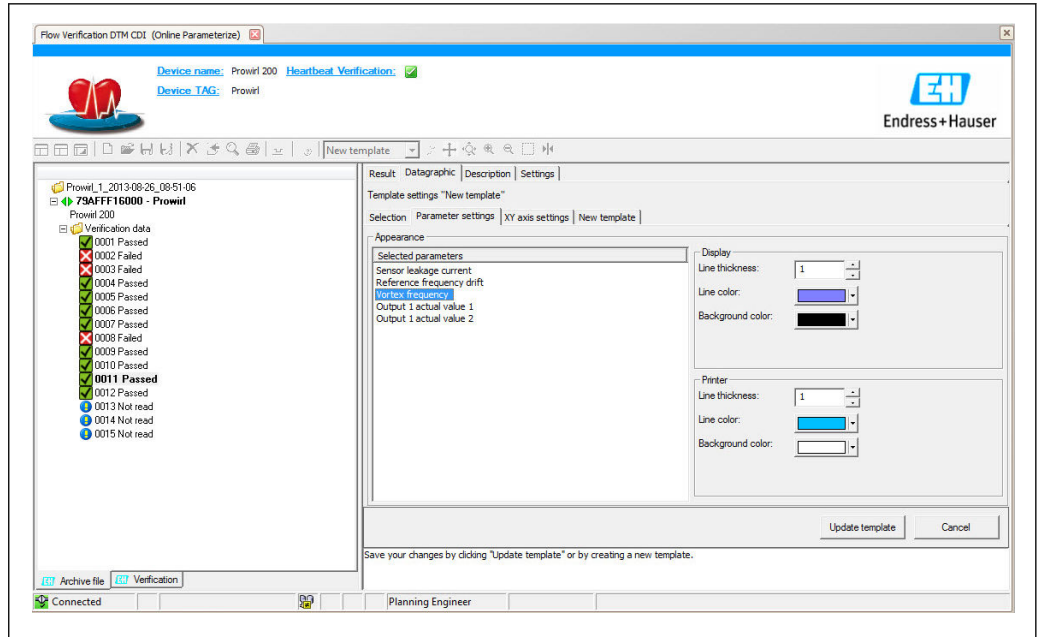 Flow Verification DTM CDI (Online Parameterize)
Device name: Prowirl 200 Heartbeat Verification:
Device TAG: Prowirl
EH
Endress+Hauser
New template
Prowirl_1_2013-08-26_08-51-06
79AFFF16000 - Prowirl
Prowirl 200
Verification data
0001 Passed
0002 Failed
0003 Failed
0004 Passed
0005 Passed
0006 Passed
0007 Passed
0008 Failed
0009 Passed
0010 Passed
0011 Passed
0012 Passed
0013 Not read
0014 Not read
0015 Not read
EH Archive file EH Verification
Result Datagraphic Description Settings
Template settings "New template"
Selection Parameter settings XY axis settings New template
Appearance
Selected parameters
Sensor leakage current
Reference frequency drift
Vortex frequency
Output 1 actual value 1
Output 1 actual value 2
Display
Line thickness: 1
Line color:
Background color:
Printer
Line thickness: 1
Line color:
Background color:
Update template Cancel
Save your changes by clicking "Update template" or by creating a new template.
Connected Planning Engineer